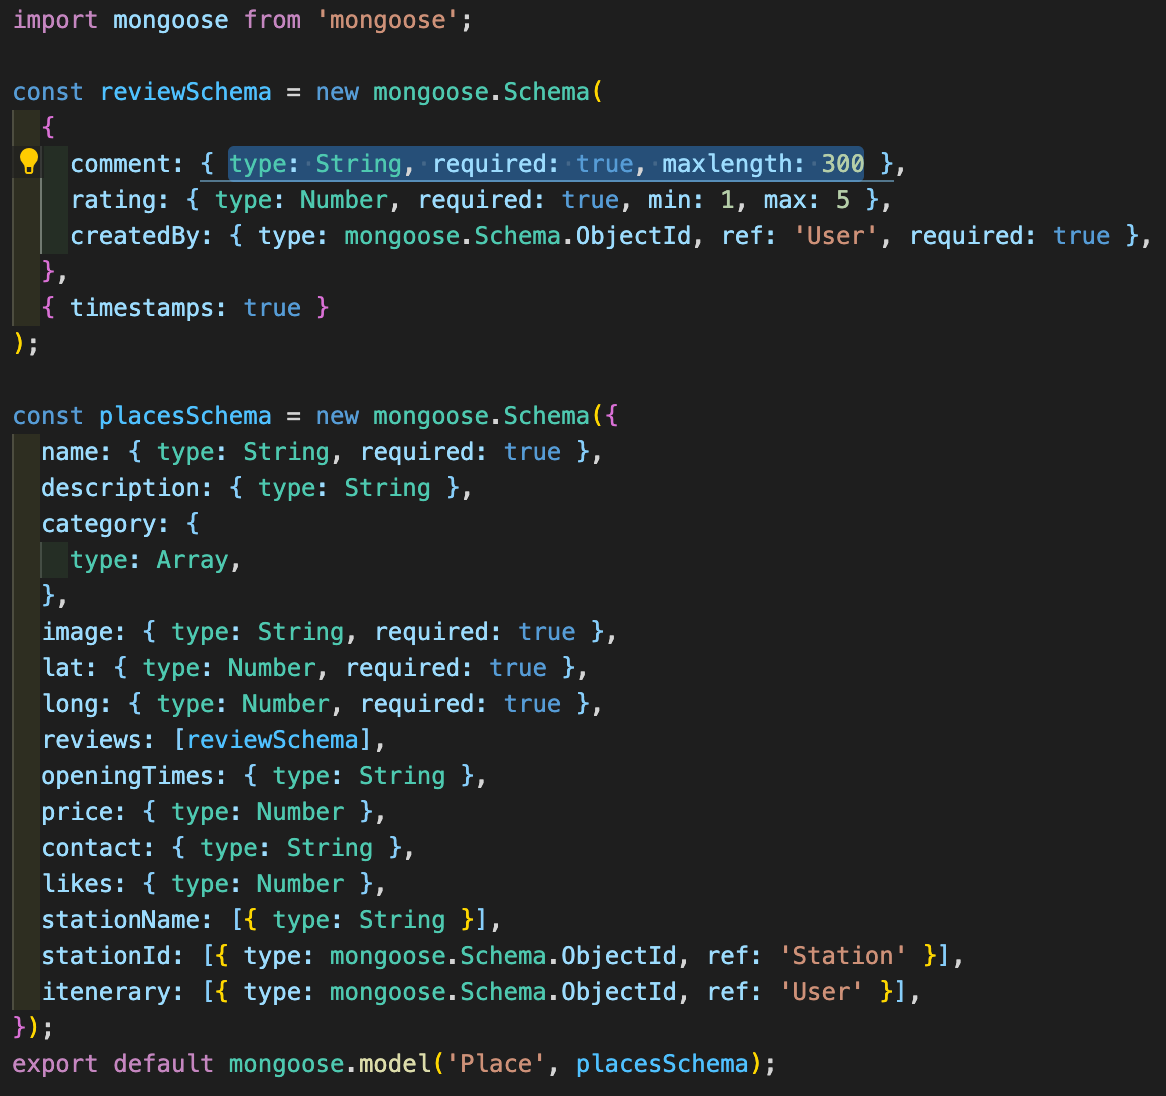 import mongoose from 'mongoose';

const reviewSchema = new mongoose.Schema(
  {
    comment: { type: String, required: true, maxlength: 300 },
    rating: { type: Number, required: true, min: 1, max: 5 },
    createdBy: { type: mongoose.Schema.ObjectId, ref: 'User', required: true },
  },
  { timestamps: true }
);

const placesSchema = new mongoose.Schema({
  name: { type: String, required: true },
  description: { type: String },
  category: {
    type: Array,
  },
  image: { type: String, required: true },
  lat: { type: Number, required: true },
  long: { type: Number, required: true },
  reviews: [reviewSchema],
  openingTimes: { type: String },
  price: { type: Number },
  contact: { type: String },
  likes: { type: Number },
  stationName: [{ type: String }],
  stationId: [{ type: mongoose.Schema.ObjectId, ref: 'Station' }],
  itenerary: [{ type: mongoose.Schema.ObjectId, ref: 'User' }],
});
export default mongoose.model('Place', placesSchema);